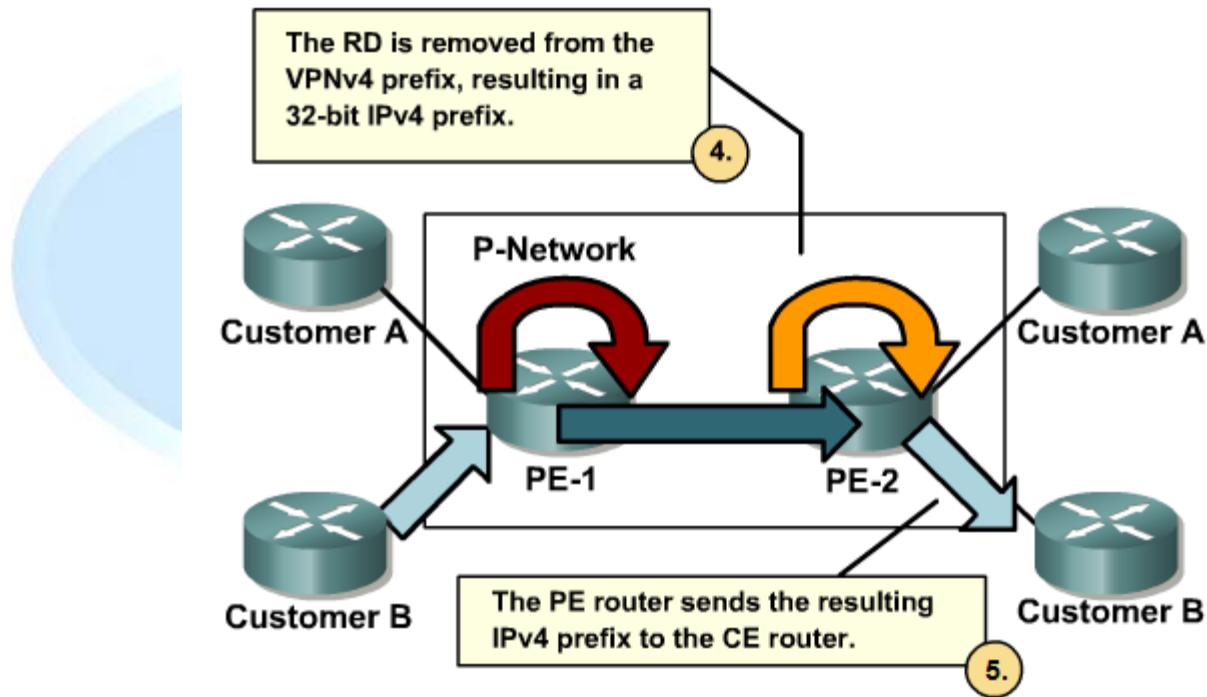 The RD is removed from the
VPNv4 prefix, resulting in a
32-bit IPv4 prefix.
4.
P-Network
Customer A
Customer A
PE-1
PE-2
Customer B
Customer B
The PE router sends the resulting
IPv4 prefix to the CE router.
5.